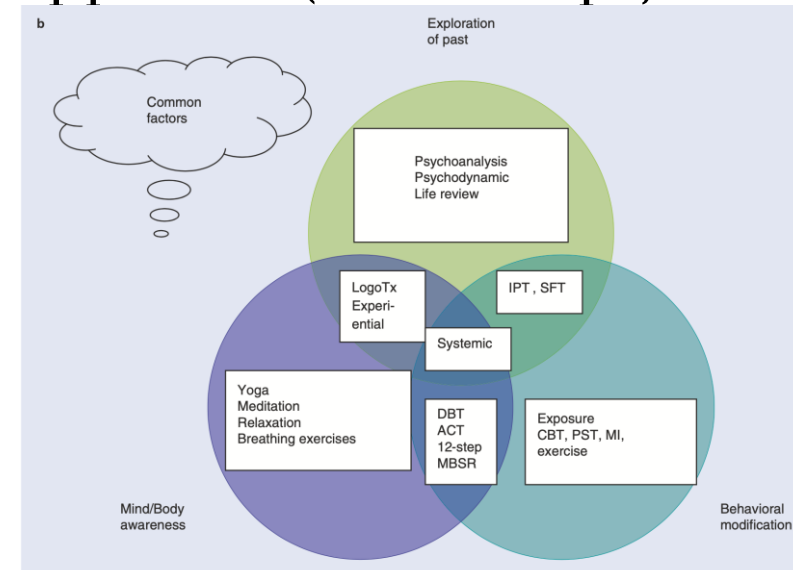 b
Exploration
of past
Common
factors
Psychoanalysis
Psychodynamic
Life review
LogoTx
Experi-
ential
IPT , SFT
Systemic
Yoga
Meditation
Relaxation
Breathing exercises
DBT
ACT
12-step
MBSR
Exposure
CBT, PST, MI,
exercise
Mind/Body
awareness
Behavioral
modification